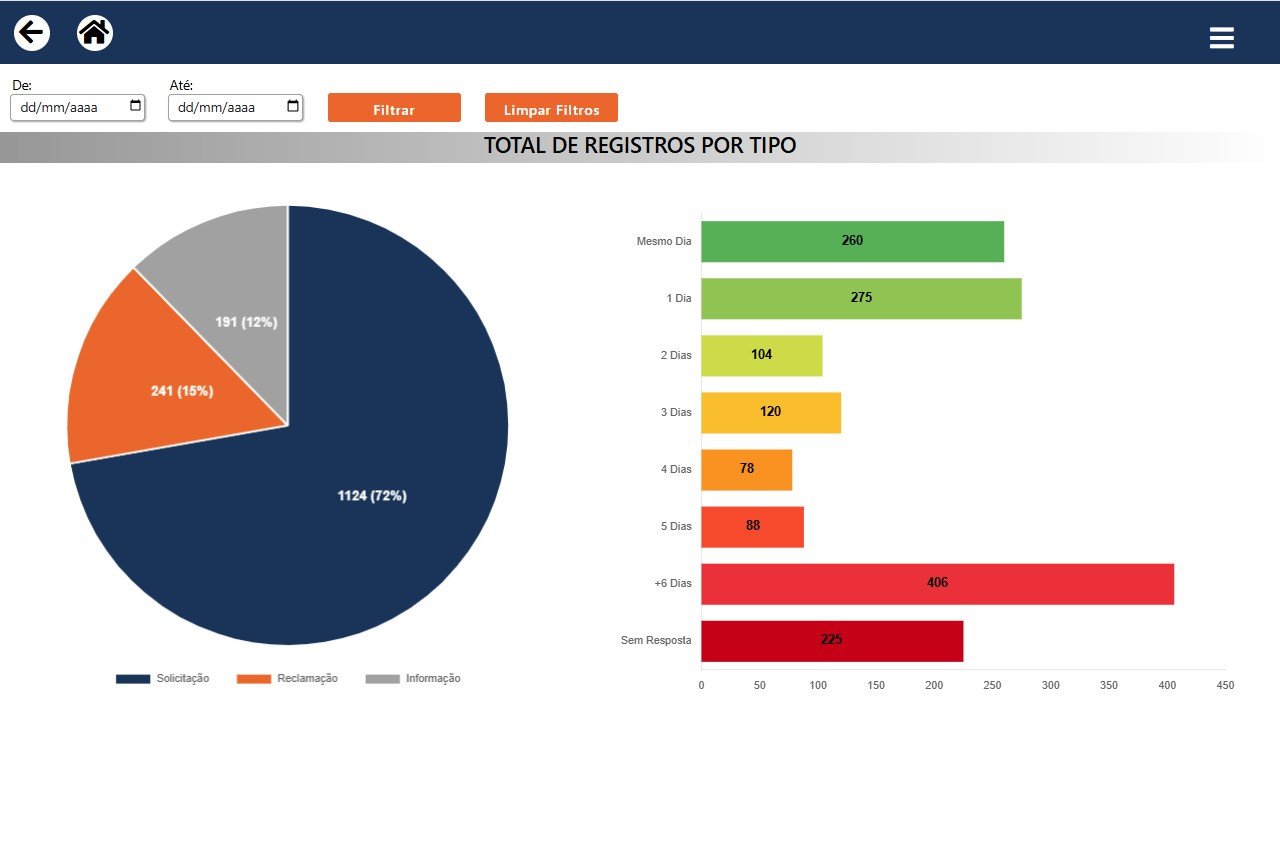 De:
Até:
dd/mm/aaaa
dd/mm/aaaa
Filtrar
Limpar Filtros
TOTAL DE REGISTROS POR TIPO
191 (12%)
241 (15%)
1124 (72%)
Solicitação
Reclamação
Informação
Mesmo Dia
260
1 Dia
275
2 Dias
104
3 Dias
120
4 Dias
78
5 Dias
88
+6 Dias
406
Sem Resposta
225
0 50 100 150 200 250 300 350 400 450